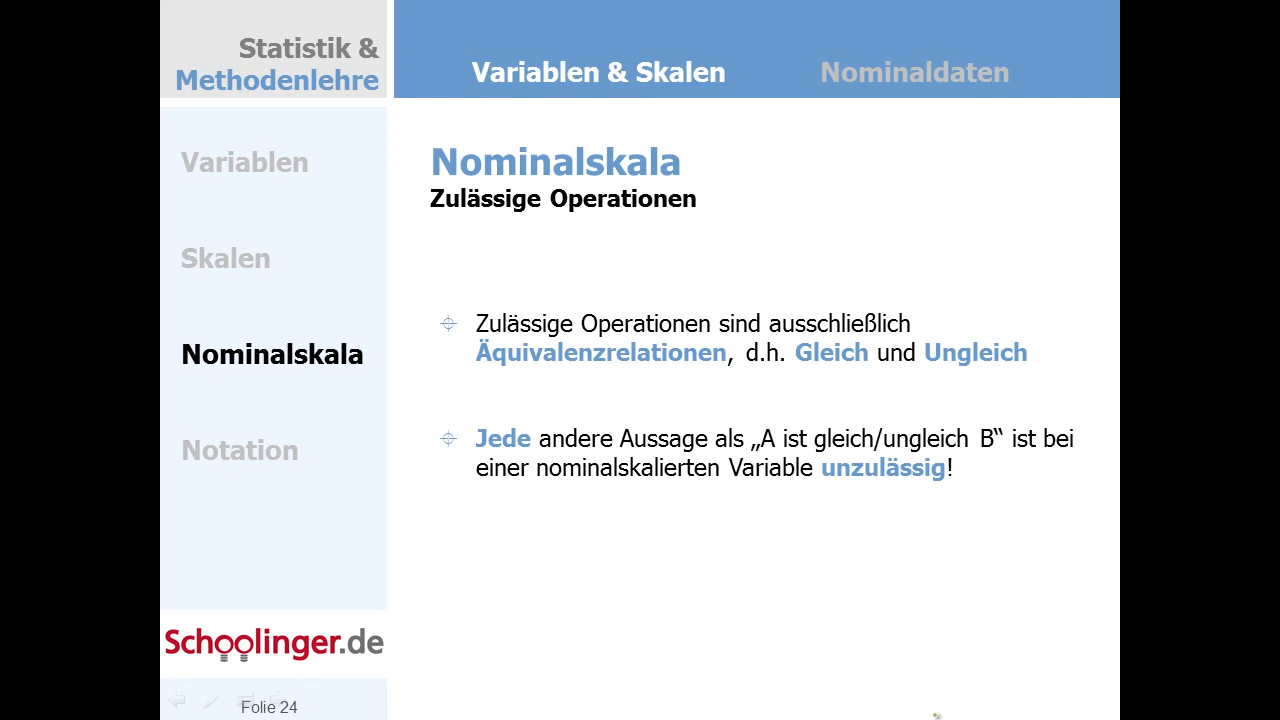 Statistik &
Methodenlehre
Variablen & Skalen
Nominaldaten
Variablen
Skalen
Nominalskala
Notation
Nominalskala
Zulässige Operationen
Zulässige Operationen sind ausschließlich
Äquivalenzrelationen, d.h. Gleich und Ungleich
Jede andere Aussage als „A ist gleich/ungleich B“ ist bei
einer nominalskalierten Variable unzulässig!
Schoolinger.de
Folie 24